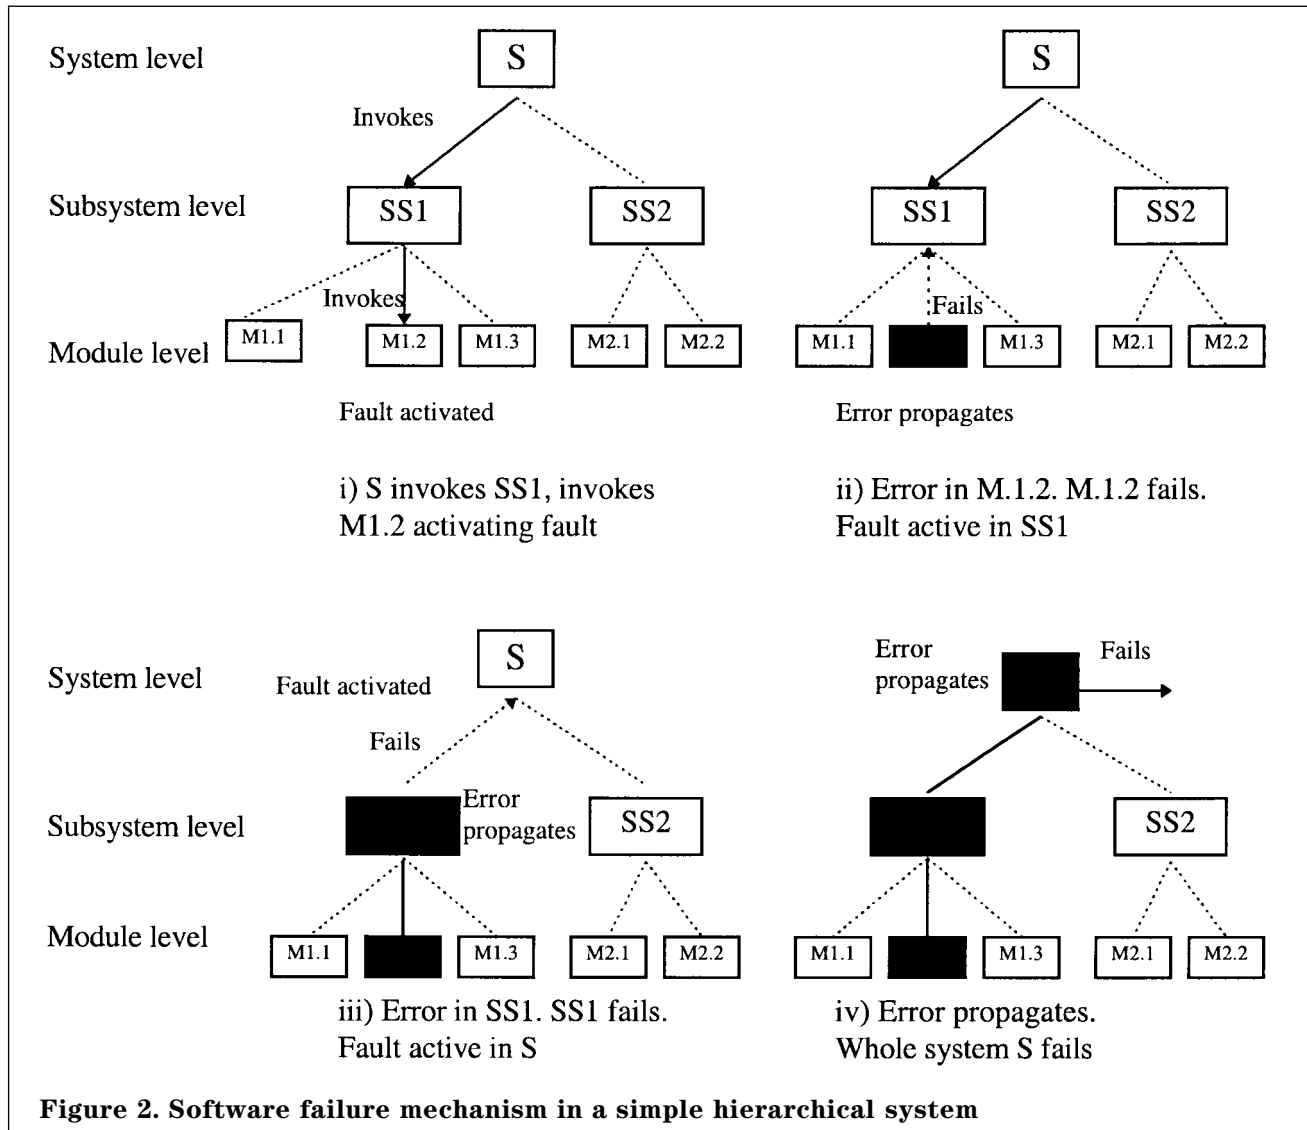 System level
S
Invokes
Subsystem level
SS1
SS2
Invokes
Module level
M1.1
M1.2
M1.3
M2.1
M2.2
Fault activated
i) S invokes SS1, invokes
M1.2 activating fault
S
SS1
SS2
Fails
M1.1
M1.3
M2.1
M2.2
Error propagates
ii) Error in M.1.2. M.1.2 fails.
Fault active in SS1
System level
Fault activated
S
Fails
Subsystem level
Error
propagates
SS2
Module level
M1.1
M1.3
M2.1
M2.2
iii) Error in SS1. SS1 fails.
Fault active in S
Error
propagates
Fails
SS2
M1.1
M1.3
M2.1
M2.2
iv) Error propagates.
Whole system S fails
Figure 2. Software failure mechanism in a simple hierarchical system